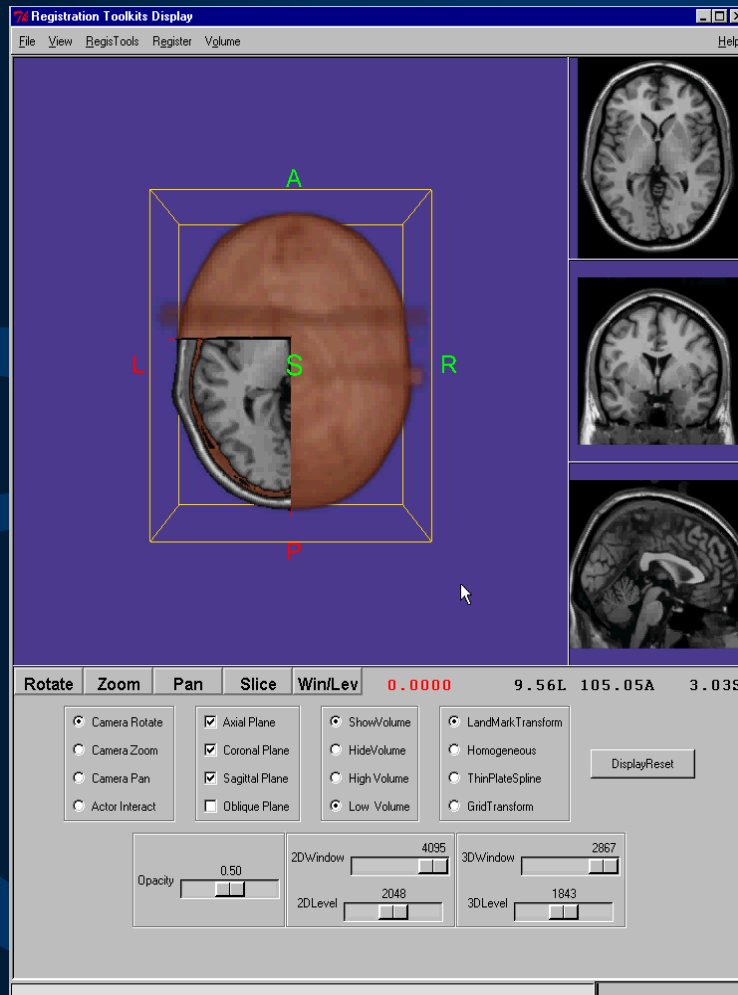 Registration Toolkits Display
File View RegisTools Register Volume Help
A
L S R
P
Rotate Zoom Pan Slice Win/Lev 0.0000 9.56L 105.05A 3.03S
Camera Rotate Axial Plane ShowVolume LandMarkTransform
Camera Zoom Coronal Plane HideVolume Homogeneous
Camera Pan Sagittal Plane High Volume ThinPlateSpline DisplayReset
Actor Interact Oblique Plane Low Volume GridTransform
Opacity 0.50 2DWindow 4095 3DWindow 2867
2DLevel 2048 3DLevel 1843